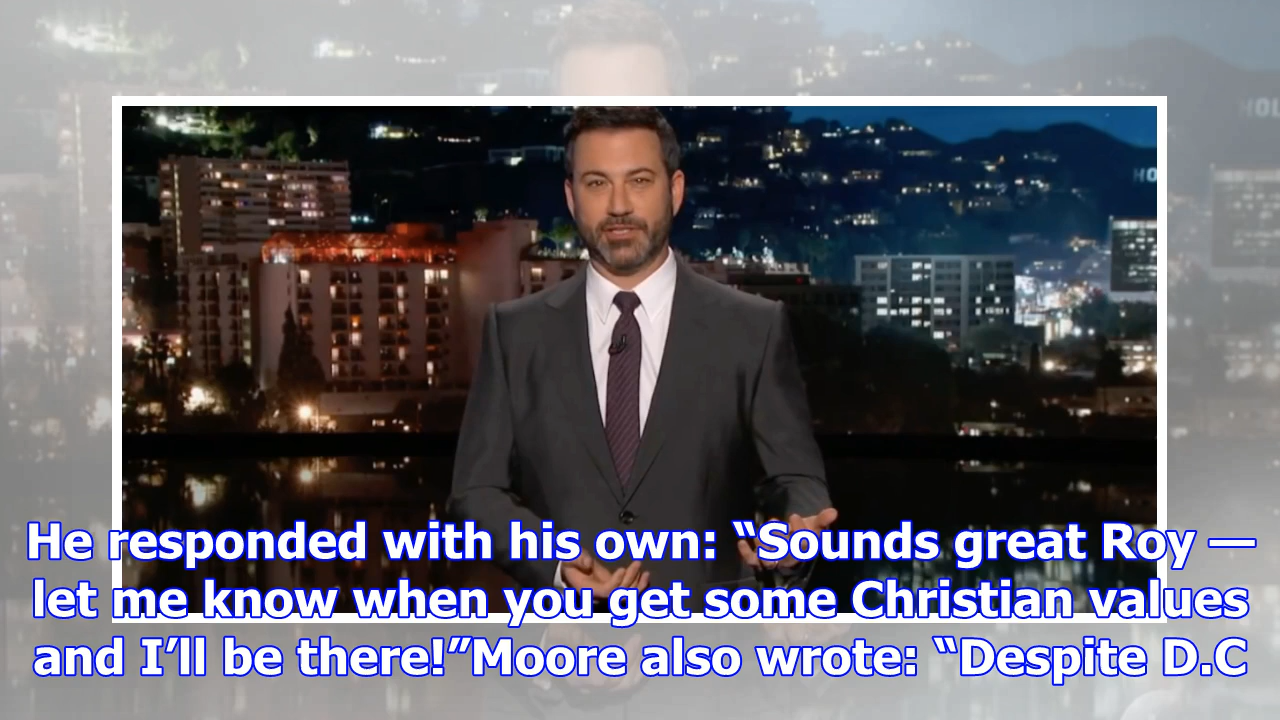 HO
He responded with his own: “Sounds great Roy —
let me know when you get some Christian values
and I’ll be there!”Moore also wrote: “Despite D.C